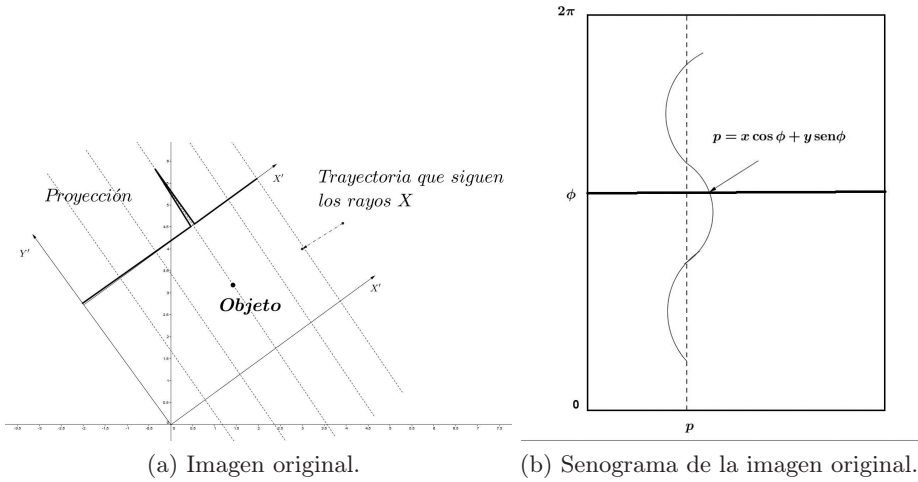 Proyección
Trayectoria que siguen
los rayos X
X'
Y'
X'
Objeto
(a) Imagen original.
2π
p = x cos ϕ + y senϕ
ϕ
0
p
(b) Senograma de la imagen original.